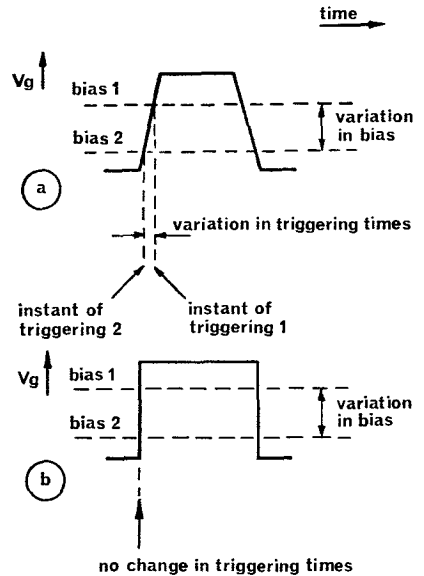 time
Vg
bias 1
variation
in bias
bias 2
a
variation in triggering times
instant of
triggering 2
instant of
triggering 1
Vg
bias 1
variation
in bias
bias 2
b
no change in triggering times